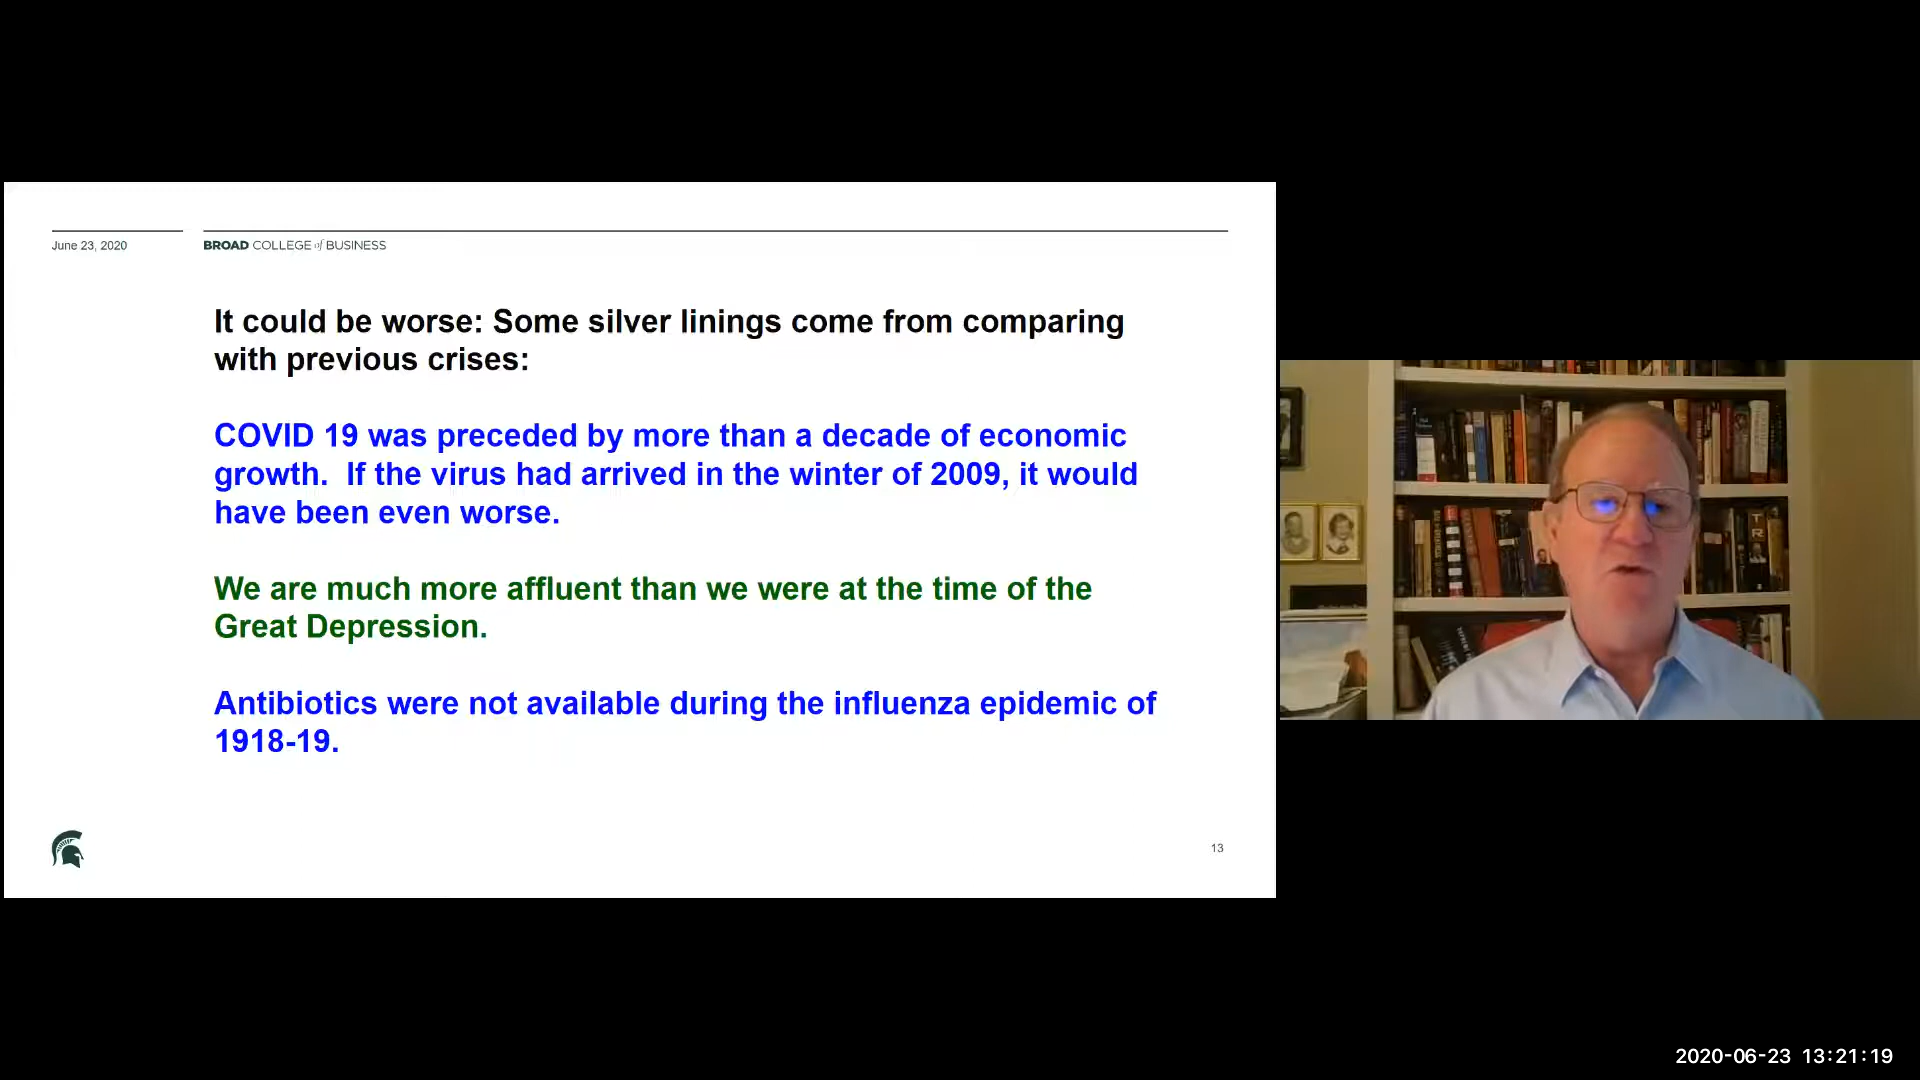 June 23, 2020
BROAD COLLEGE of BUSINESS
It could be worse: Some silver linings come from comparing
with previous crises:
COVID 19 was preceded by more than a decade of economic
growth.  If the virus had arrived in the winter of 2009, it would
have been even worse.
We are much more affluent than we were at the time of the
Great Depression.
Antibiotics were not available during the influenza epidemic of
1918-19.
13
2020-06-23 13:21:19